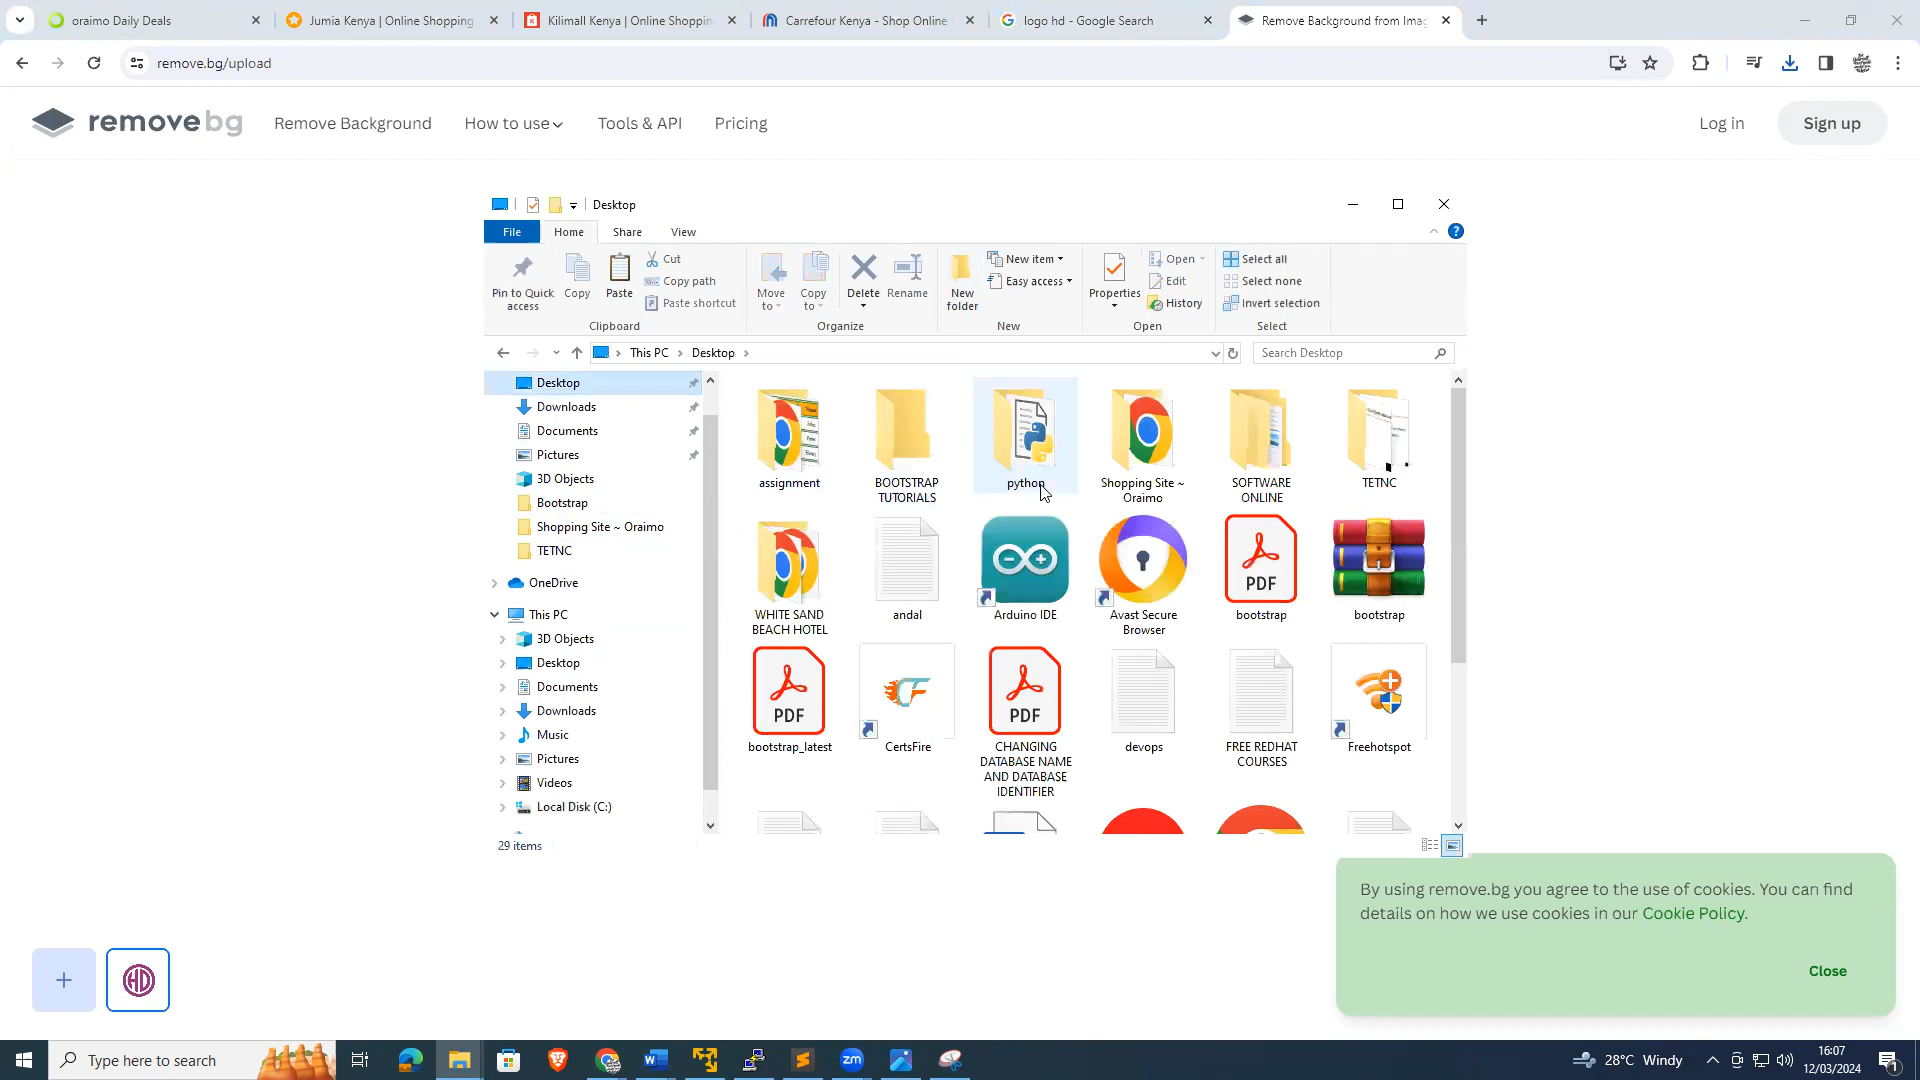 oraimo Daily Deals
Jumia Kenya | Online Shopping
Kilimall Kenya | Online Shoppin
Carrefour Kenya - Shop Online
logo hd - Google Search
Remove Background from Imag
remove.bg/upload
removebg
Remove Background
How to use
Tools & API
Pricing
Log in
Sign up
Desktop
File
Home
Share
View
Pin to Quick access
Copy
Paste
Cut
Copy path
Paste shortcut
Move to
Copy to
Delete
Rename
New folder
New item
Easy access
Properties
Open
Edit
History
Select all
Select none
Invert selection
Clipboard
Organize
New
Open
Select
This PC
Desktop
Search Desktop
Desktop
Downloads
Documents
Pictures
3D Objects
Bootstrap
Shopping Site ~ Oraimo
TETNC
OneDrive
This PC
3D Objects
Desktop
Documents
Downloads
Music
Pictures
Videos
Local Disk (C:)
assignment
BOOTSTRAP
TUTORIALS
python
Shopping Site ~
Oraimo
SOFTWARE
ONLINE
TETNC
PDF
WHITE SAND
BEACH HOTEL
andal
Arduino IDE
Avast Secure
Browser
bootstrap
bootstrap
PDF
CF
PDF
bootstrap_latest
CertsFire
CHANGING
DATABASE NAME
AND DATABASE
IDENTIFIER
devops
FREE REDHAT
COURSES
Freehotspot
29 items
By using remove.bg you agree to the use of cookies. You can find
details on how we use cookies in our Cookie Policy.
Close
HD
Type here to search
zm
28°C Windy
16:07
12/03/2024
1